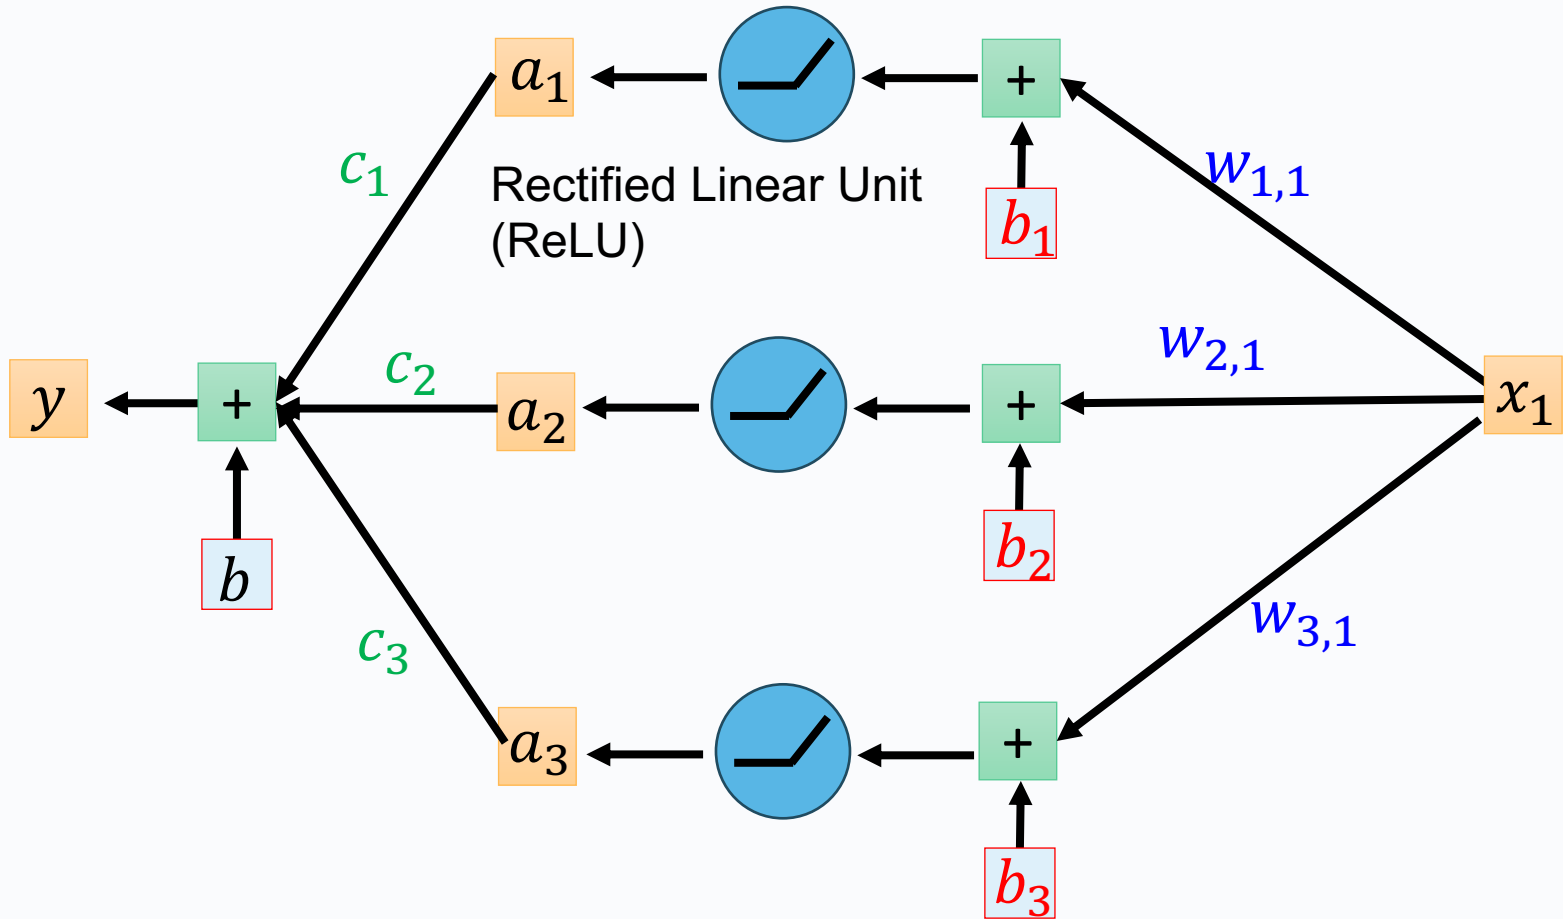 a₁
+
c₁
w₁,₁
Rectified Linear Unit
(ReLU)
b₁
w₂,₁
c₂
y
+
a₂
+
x₁
b
b₂
w₃,₁
c₃
a₃
+
b₃